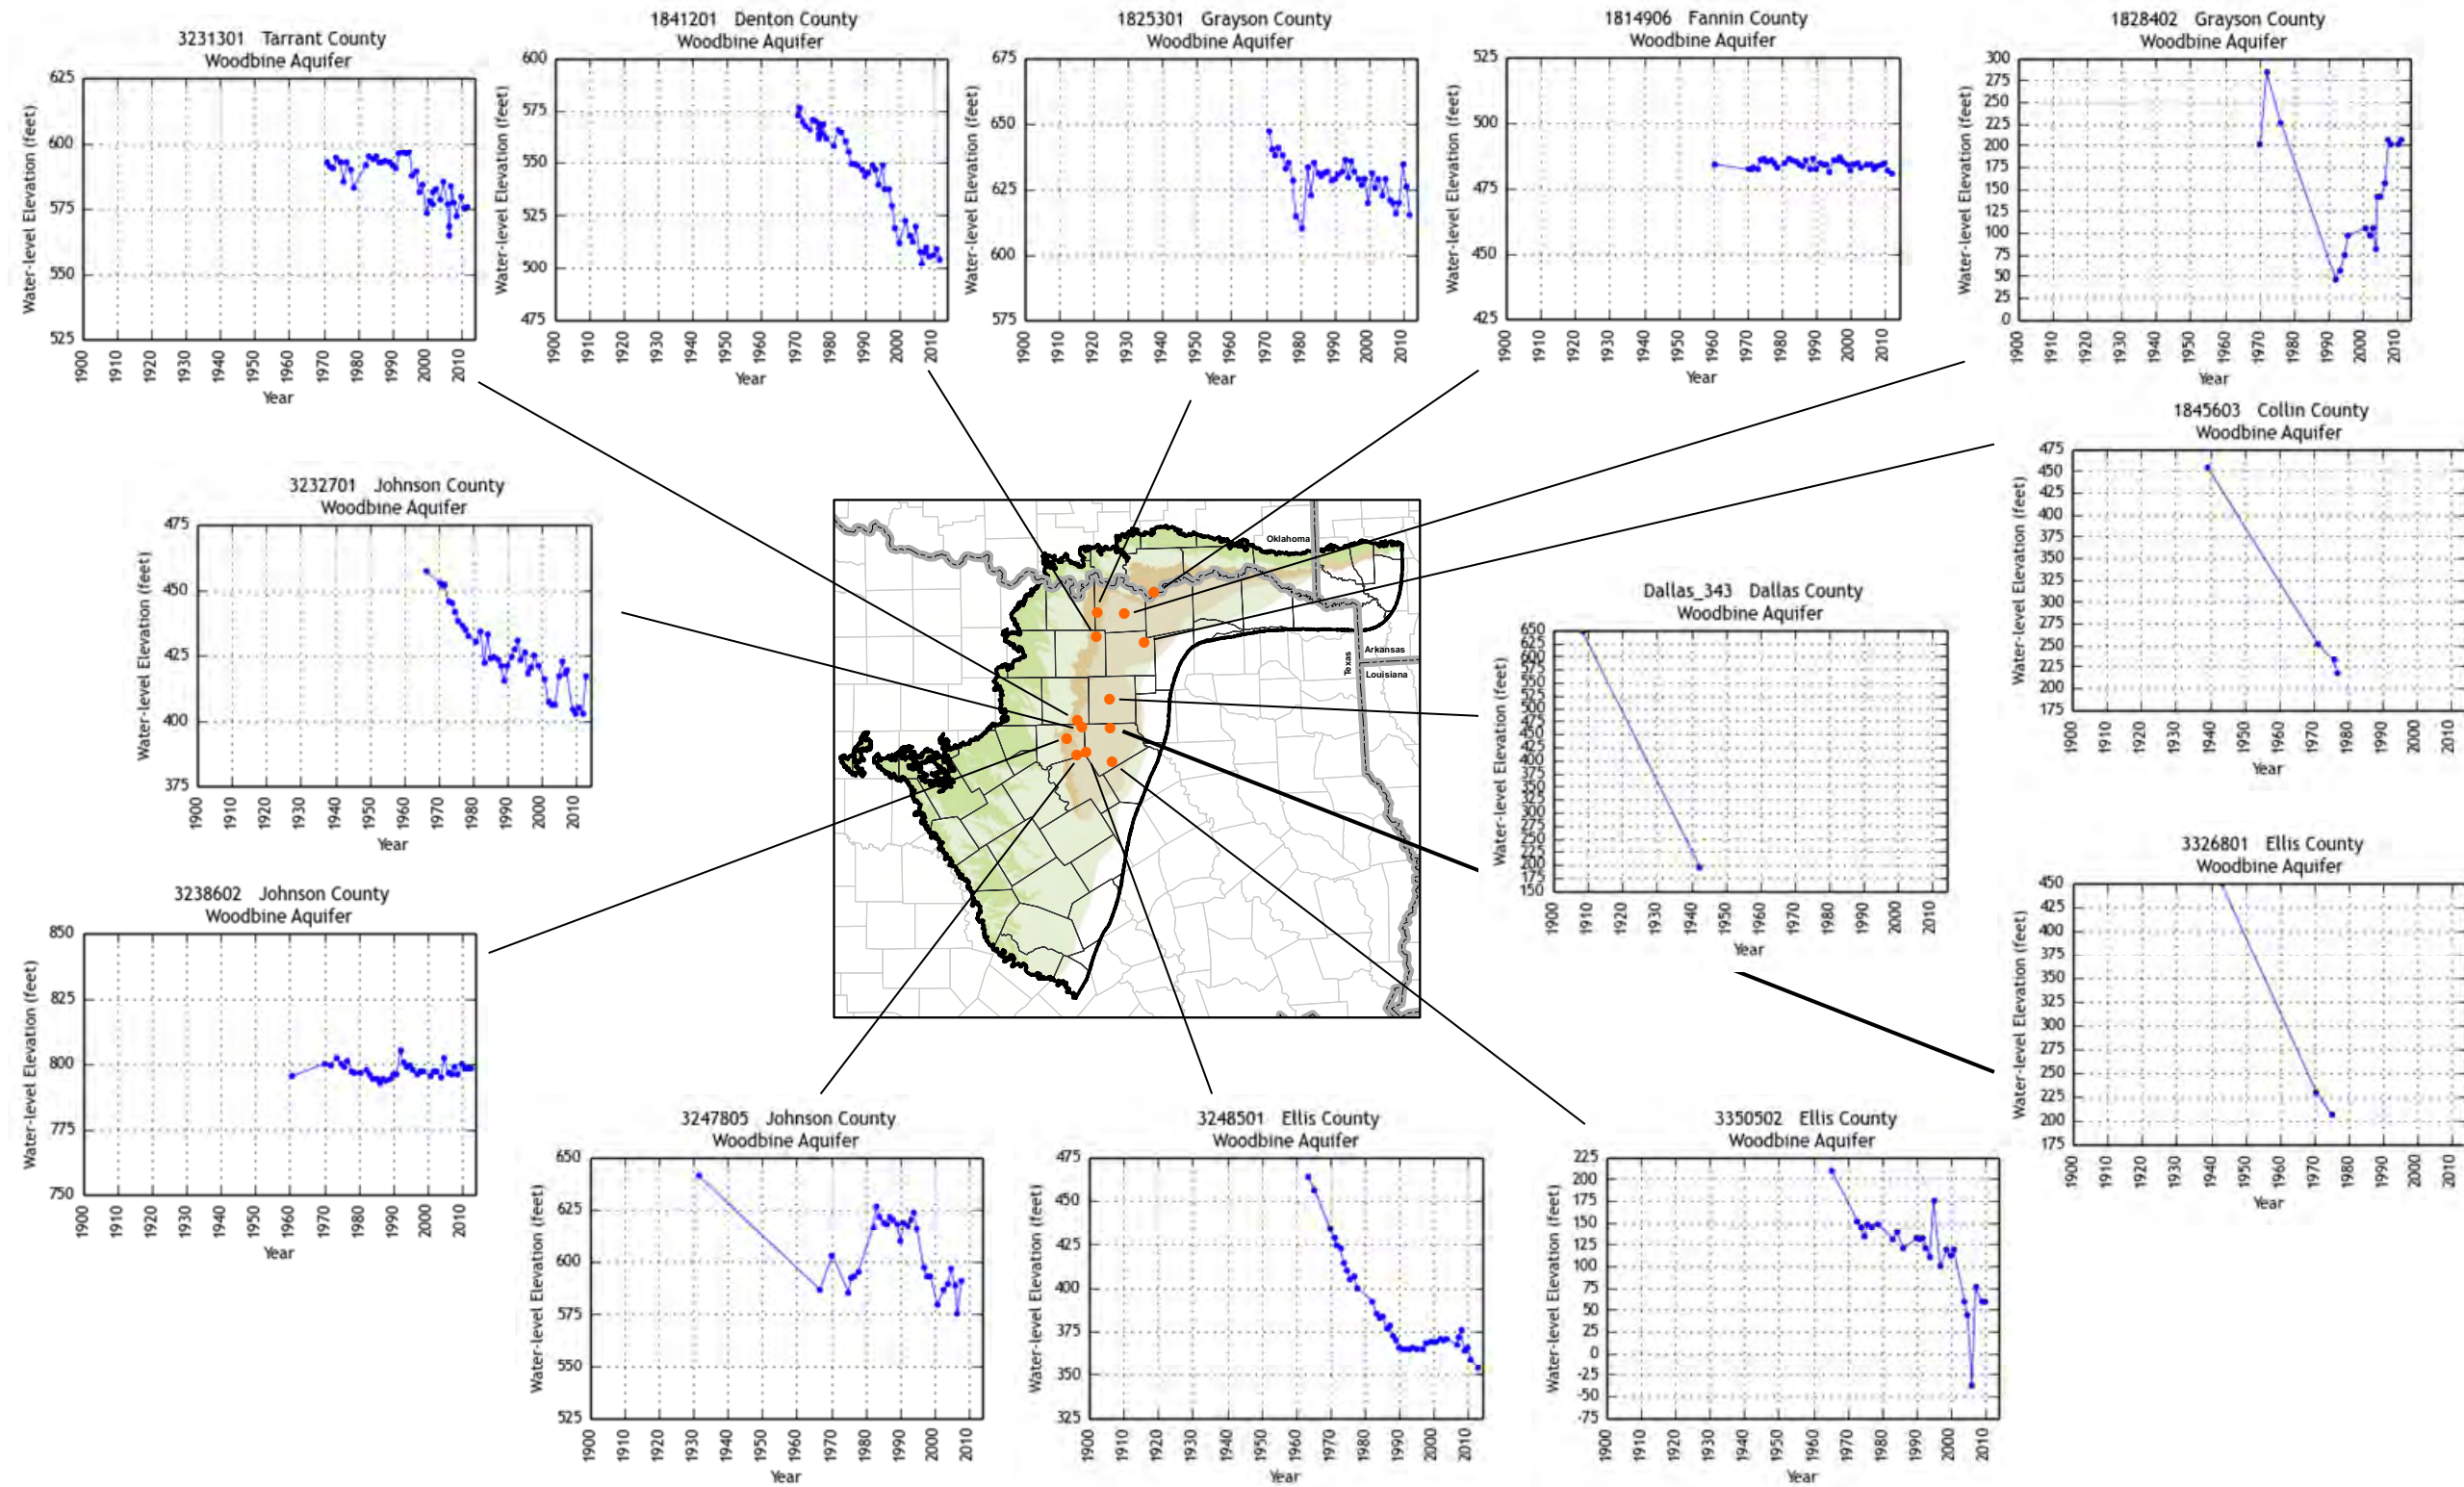 3231301 Tarrant County
Woodbine Aquifer
Water-level Elevation (feet)
625
600
575
550
525
1900 1910 1920 1930 1940 1950 1960 1970 1980 1990 2000 2010
Year
1841201 Denton County
Woodbine Aquifer
Water-level Elevation (feet)
600
575
550
525
500
475
1900 1910 1920 1930 1940 1950 1960 1970 1980 1990 2000 2010
Year
1825301 Grayson County
Woodbine Aquifer
Water-level Elevation (feet)
675
650
625
600
575
1900 1910 1920 1930 1940 1950 1960 1970 1980 1990 2000 2010
Year
1814906 Fannin County
Woodbine Aquifer
Water-level Elevation (feet)
525
500
475
450
425
1900 1910 1920 1930 1940 1950 1960 1970 1980 1990 2000 2010
Year
1828402 Grayson County
Woodbine Aquifer
Water-level Elevation (feet)
300
275
250
225
200
175
150
125
100
75
50
25
0
1900 1910 1920 1930 1940 1950 1960 1970 1980 1990 2000 2010
Year
1845603 Collin County
Woodbine Aquifer
Water-level Elevation (feet)
475
450
425
400
375
350
325
300
275
250
225
200
175
1900 1910 1920 1930 1940 1950 1960 1970 1980 1990 2000 2010
Year
3232701 Johnson County
Woodbine Aquifer
Water-level Elevation (feet)
475
450
425
400
375
1900 1910 1920 1930 1940 1950 1960 1970 1980 1990 2000 2010
Year
Oklahoma
Texas
Arkansas
Louisiana
Dallas_343 Dallas County
Woodbine Aquifer
Water-level Elevation (feet)
650
625
600
575
550
525
500
475
450
425
400
375
350
325
300
275
250
225
200
175
150
1900 1910 1920 1930 1940 1950 1960 1970 1980 1990 2000 2010
Year
3326801 Ellis County
Woodbine Aquifer
Water-level Elevation (feet)
450
425
400
375
350
325
300
275
250
225
200
175
1900 1910 1920 1930 1940 1950 1960 1970 1980 1990 2000 2010
Year
3238602 Johnson County
Woodbine Aquifer
Water-level Elevation (feet)
850
825
800
775
750
1900 1910 1920 1930 1940 1950 1960 1970 1980 1990 2000 2010
Year
3247805 Johnson County
Woodbine Aquifer
Water-level Elevation (feet)
650
625
600
575
550
525
1900 1910 1920 1930 1940 1950 1960 1970 1980 1990 2000 2010
Year
3248501 Ellis County
Woodbine Aquifer
Water-level Elevation (feet)
475
450
425
400
375
350
325
1900 1910 1920 1930 1940 1950 1960 1970 1980 1990 2000 2010
Year
3350502 Ellis County
Woodbine Aquifer
Water-level Elevation (feet)
225
200
175
150
125
100
75
50
25
0
-25
-50
-75
1900 1910 1920 1930 1940 1950 1960 1970 1980 1990 2000 2010
Year